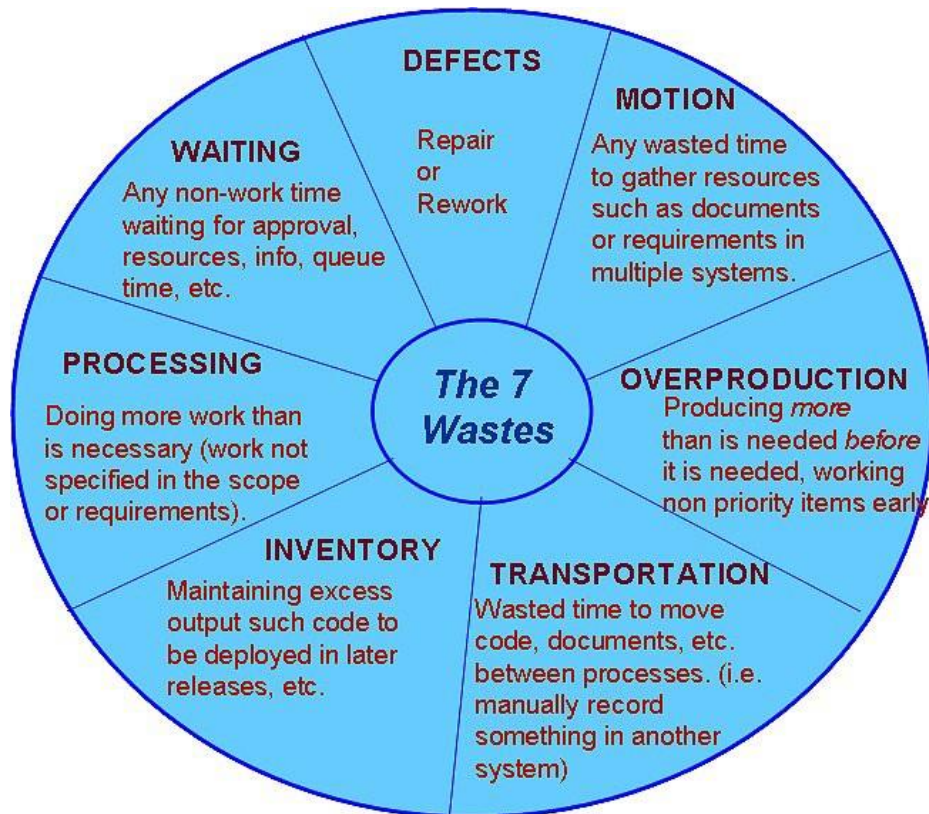 DEFECTS
Repair
or
Rework
MOTION
Any wasted time
to gather resources
such as documents
or requirements in
multiple systems.
OVERPRODUCTION
Producing more
than is needed before
it is needed, working
non priority items early
TRANSPORTATION
Wasted time to move
code, documents, etc.
between processes. (i.e.
manually record
something in another
system)
INVENTORY
Maintaining excess
output such code to
be deployed in later
releases, etc.
PROCESSING
Doing more work than
is necessary (work not
specified in the scope
or requirements).
WAITING
Any non-work time
waiting for approval,
resources, info, queue
time, etc.
The 7
Wastes